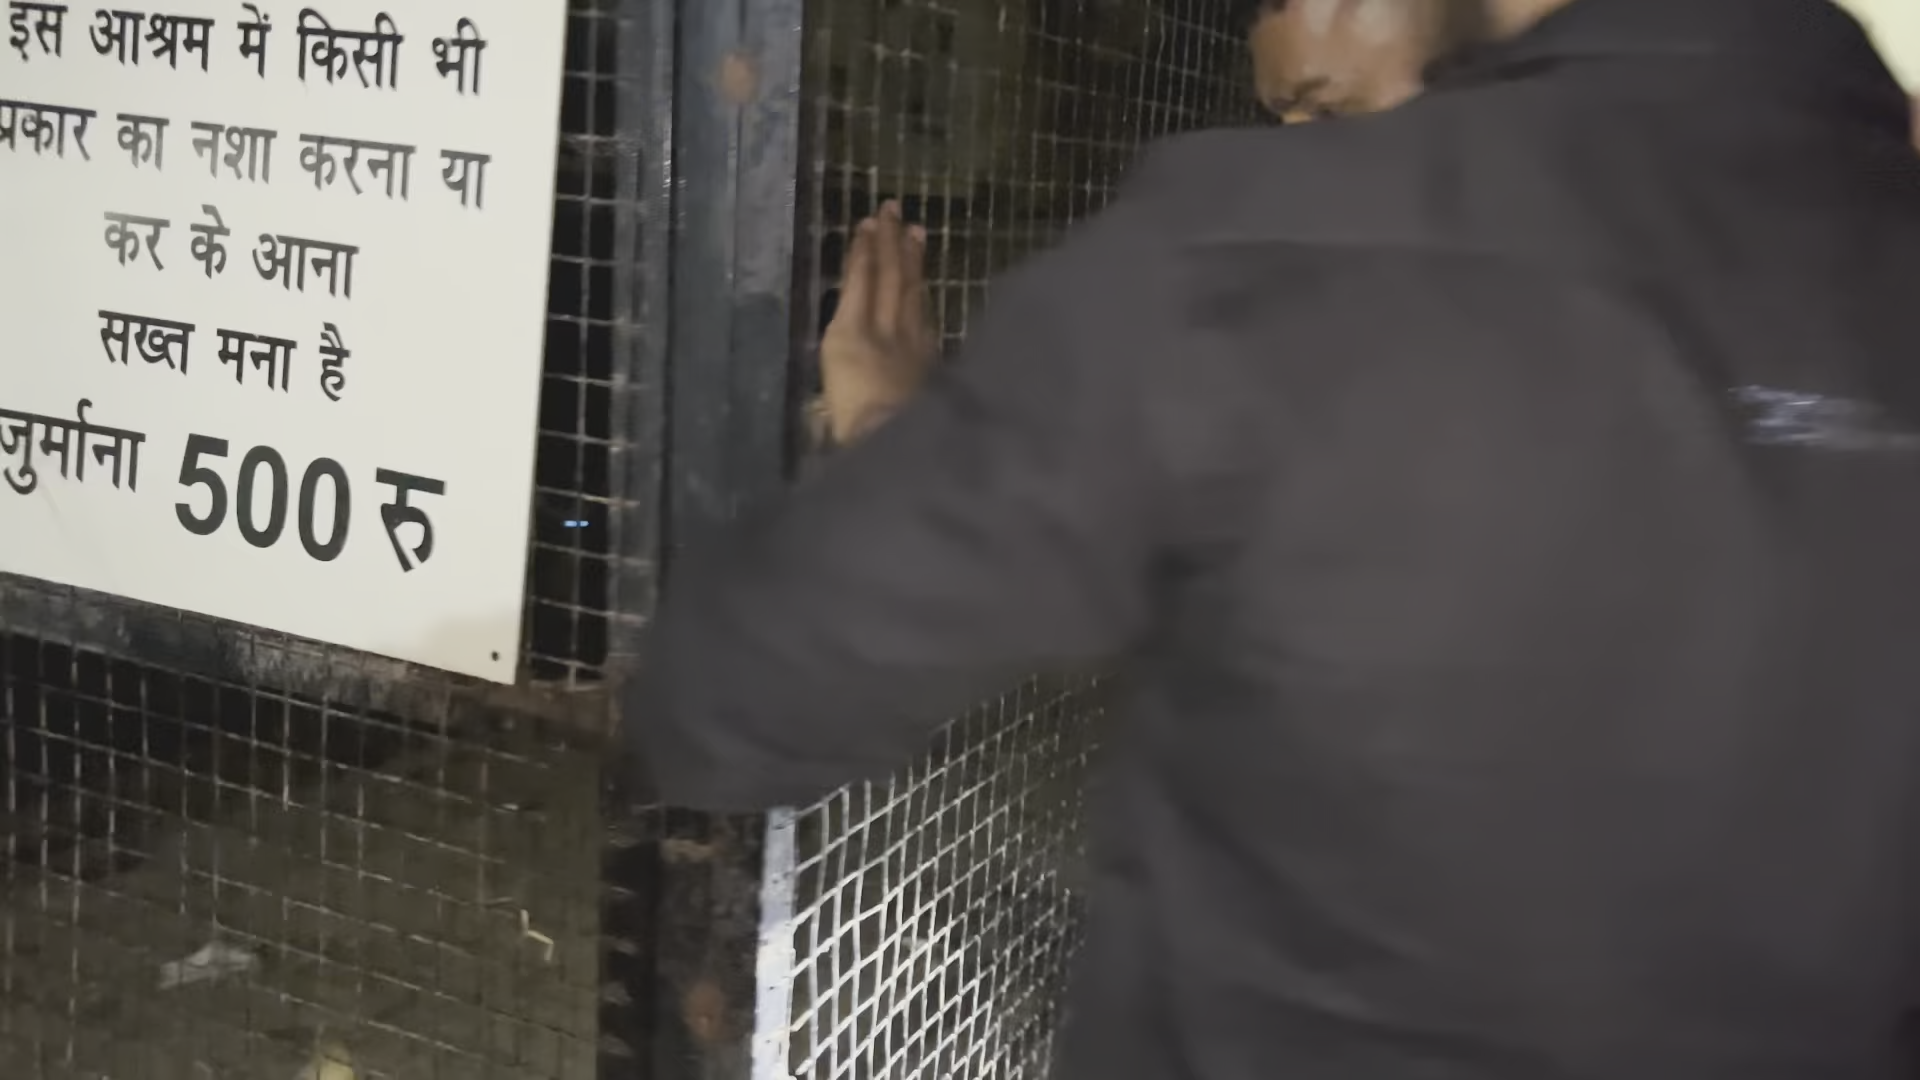 इस आश्रम में किसी भी
प्रकार का नशा करना या
कर के आना
सख्त मना है
जुर्माना 500 रु